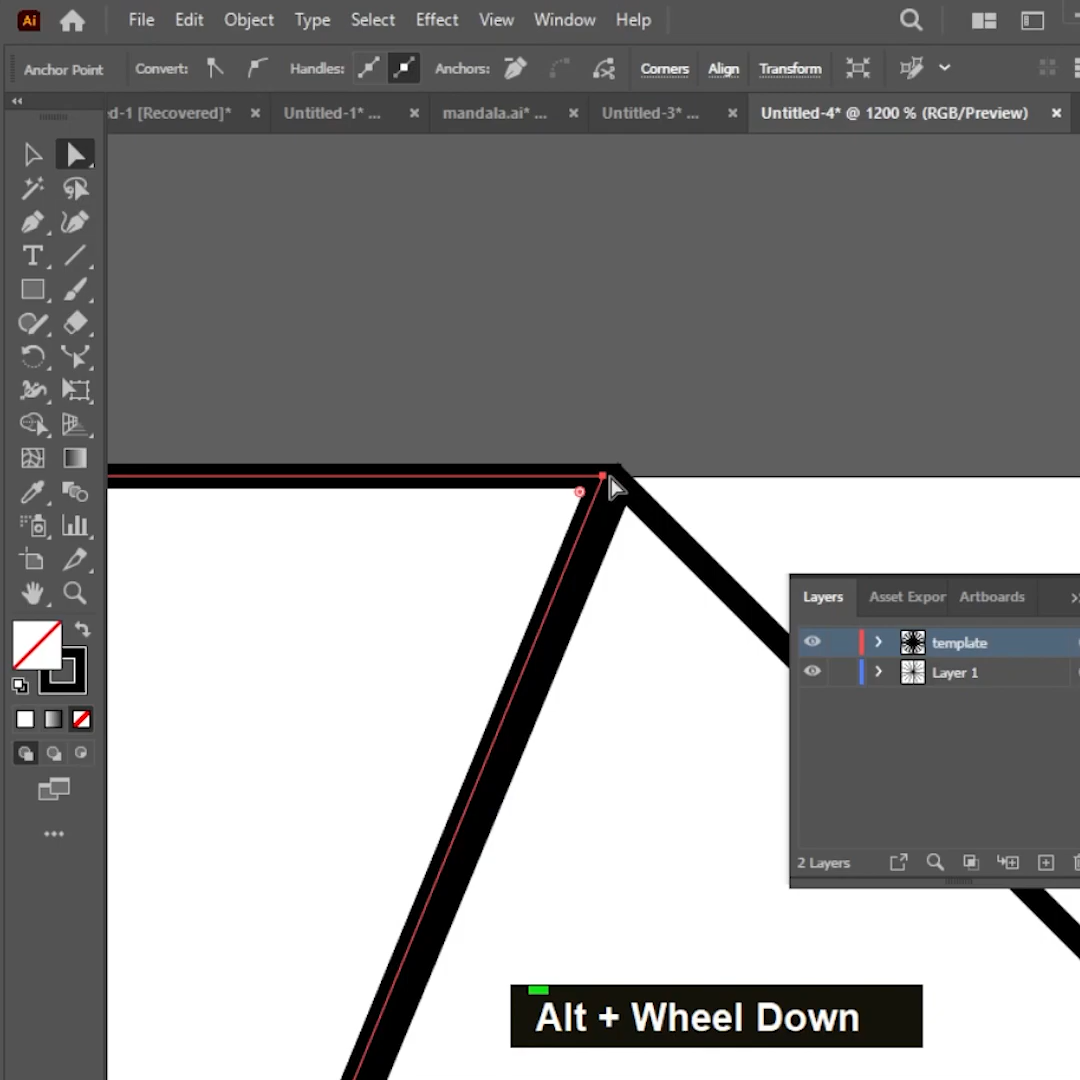 Ai File Edit Object Type Select Effect View Window Help
Anchor Point Convert: Handles: Anchors: Corners Align Transform
d-1 [Recovered]* × Untitled-1* ... × mandala.ai* ... × Untitled-3* ... × Untitled-4* @ 1200 % (RGB/Preview) ×
Layers Asset Expor Artboards
template
Layer 1
2 Layers
Alt + Wheel Down